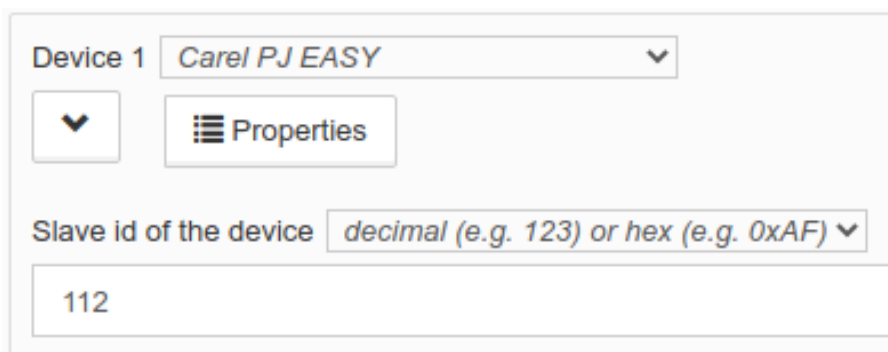 Device 1 Carel PJ EASY
Properties
Slave id of the device decimal (e.g. 123) or hex (e.g. 0xAF)
112